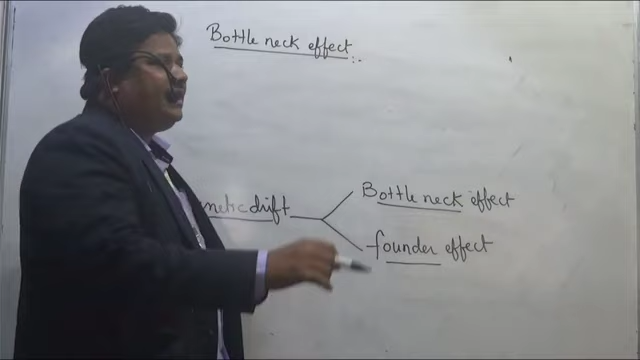 Bottle neck effect:.
netic drift
Bottle neck effect
founder effect